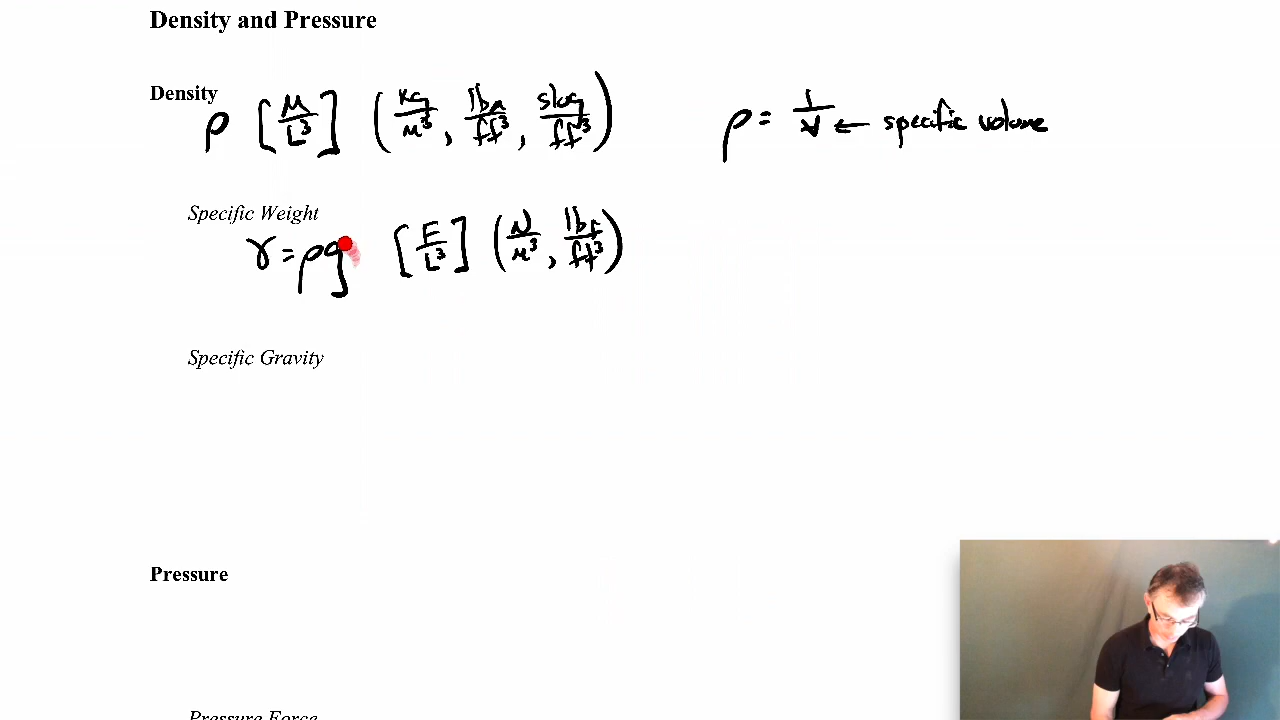 Density and Pressure
Density
ρ [M/L³] (kg/m³, lbm/ft³, slug/ft³) ρ = 1/v ← specific volume
Specific Weight
γ = ρg [F/L³] (N/m³, lbf/ft³)
Specific Gravity
Pressure
Pressure Force